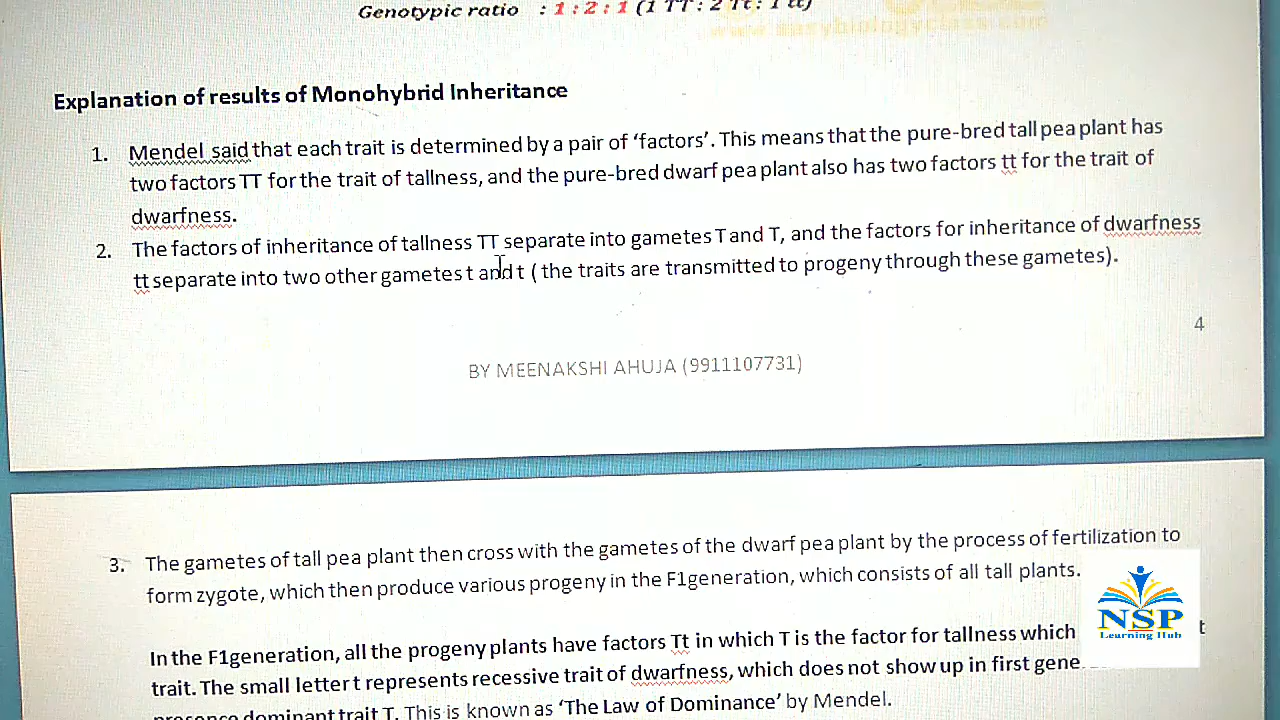 Genotypic ratio : 1 : 2 : 1 (1 TT : 2 Tt : 1 tt)
Explanation of results of Monohybrid Inheritance
1. Mendel said that each trait is determined by a pair of ‘factors’. This means that the pure-bred tall pea plant has
two factors TT for the trait of tallness, and the pure-bred dwarf pea plant also has two factors tt for the trait of
dwarfness.
2. The factors of inheritance of tallness TT separate into gametes T and T, and the factors for inheritance of dwarfness
tt separate into two other gametes t and t ( the traits are transmitted to progeny through these gametes).
4
BY MEENAKSHI AHUJA (9911107731)
3. The gametes of tall pea plant then cross with the gametes of the dwarf pea plant by the process of fertilization to
form zygote, which then produce various progeny in the F1generation, which consists of all tall plants.
NSP
Learning Hub
In the F1generation, all the progeny plants have factors Tt in which T is the factor for tallness which t
trait. The small letter t represents recessive trait of dwarfness, which does not show up in first gene
presence dominant trait T. This is known as ‘The Law of Dominance’ by Mendel.